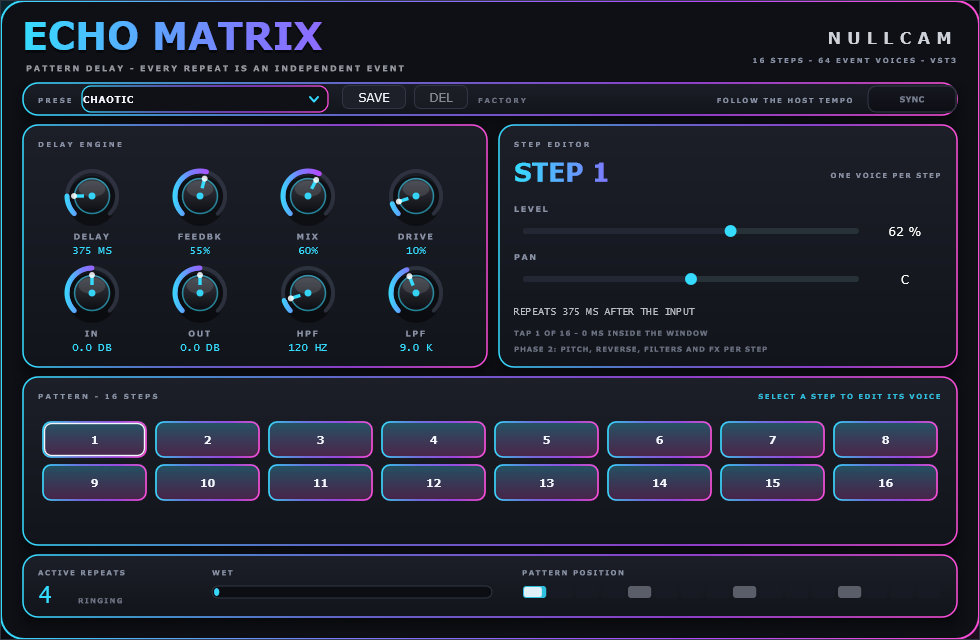 ECHO MATRIX
PATTERN DELAY - EVERY REPEAT IS AN INDEPENDENT EVENT
NULLCAM
16 STEPS - 64 EVENT VOICES - VST3
PRESE CHAOTIC SAVE DEL FACTORY FOLLOW THE HOST TEMPO SYNC
DELAY ENGINE
DELAY FEEDBK MIX DRIVE
375 MS 55% 60% 10%
IN OUT HPF LPF
0.0 DB 0.0 DB 120 HZ 9.0 K
STEP EDITOR
STEP 1 ONE VOICE PER STEP
LEVEL
62 %
PAN
C
REPEATS 375 MS AFTER THE INPUT
TAP 1 OF 16 - 0 MS INSIDE THE WINDOW
PHASE 2: PITCH, REVERSE, FILTERS AND FX PER STEP
PATTERN - 16 STEPS SELECT A STEP TO EDIT ITS VOICE
1 2 3 4 5 6 7 8
9 10 11 12 13 14 15 16
ACTIVE REPEATS WET PATTERN POSITION
4 RINGING